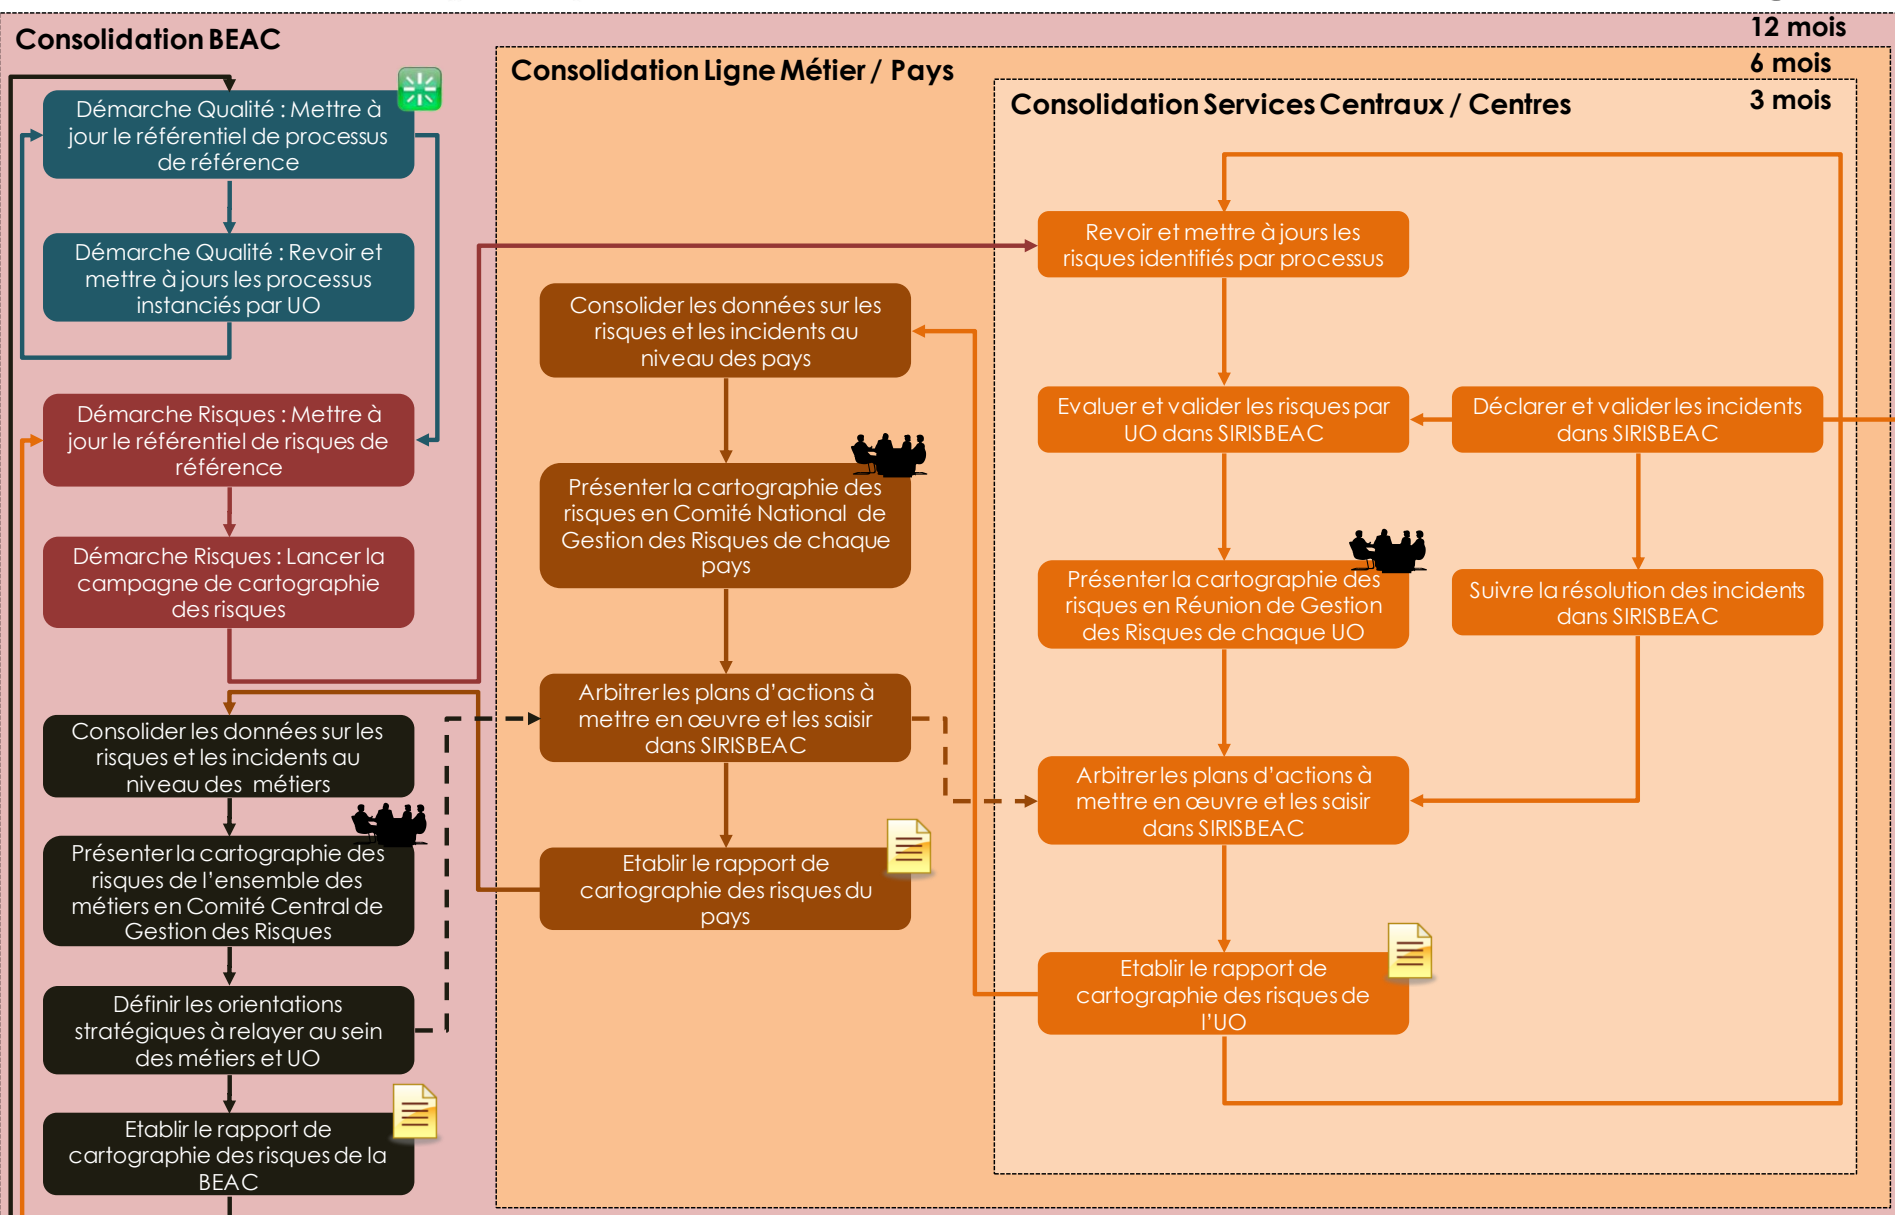 Consolidation BEAC
12 mois
Consolidation Ligne Métier / Pays
6 mois
Consolidation Services Centraux / Centres
3 mois
Démarche Qualité : Mettre à
jour le référentiel de processus
de référence
Démarche Qualité : Revoir et
mettre à jours les processus
instanciés par UO
Démarche Risques : Mettre à
jour le référentiel de risques de
référence
Démarche Risques : Lancer la
campagne de cartographie
des risques
Consolider les données sur les
risques et les incidents au
niveau des métiers
Présenter la cartographie des
risques de l'ensemble des
métiers en Comité Central de
Gestion des Risques
Définir les orientations
stratégiques à relayer au sein
des métiers et UO
Etablir le rapport de
cartographie des risques de la
BEAC
Consolider les données sur les
risques et les incidents au
niveau des pays
Présenter la cartographie des
risques en Comité National de
Gestion des Risques de chaque
pays
Arbitrer les plans d'actions à
mettre en œuvre et les saisir
dans SIRISBEAC
Etablir le rapport de
cartographie des risques du
pays
Revoir et mettre à jours les
risques identifiés par processus
Evaluer et valider les risques par
UO dans SIRISBEAC
Présenter la cartographie des
risques en Réunion de Gestion
des Risques de chaque UO
Arbitrer les plans d'actions à
mettre en œuvre et les saisir
dans SIRISBEAC
Etablir le rapport de
cartographie des risques de
l'UO
Déclarer et valider les incidents
dans SIRISBEAC
Suivre la résolution des incidents
dans SIRISBEAC